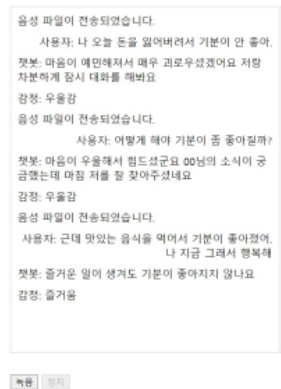 음성 파일이 전송되었습니다.
사용자: 나 오늘 돈을 잃어버려서 기분이 안 좋아.
챗봇: 마음이 예민해져서 매우 괴로우셨겠어요 저랑
차분하게 잠시 대화를 해봐요
감정: 우울감
음성 파일이 전송되었습니다.
사용자: 어떻게 해야 기분이 좀 좋아질까?
챗봇: 마음이 우울해서 힘드셨군요 00님의 소식이 궁
금했는데 마침 저를 잘 찾아주셨네요
감정: 우울감
음성 파일이 전송되었습니다.
사용자: 근데 맛있는 음식을 먹어서 기분이 좋아졌어.
나 지금 그래서 행복해
챗봇: 즐거운 일이 생겨도 기분이 좋아지지 않나요
감정: 즐거움
녹음 정지